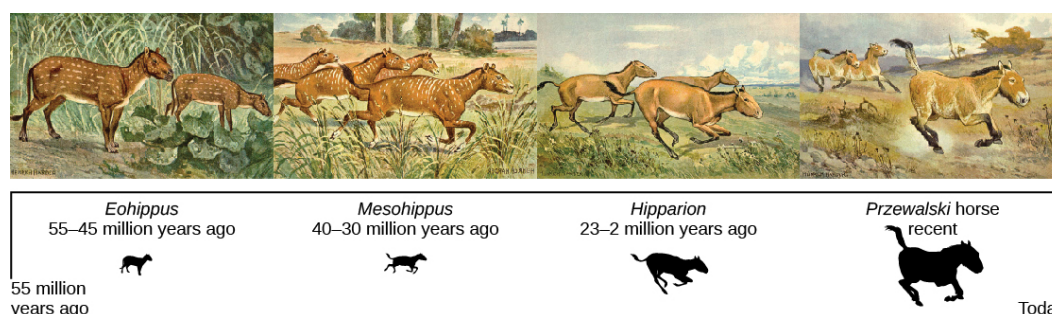 Eohippus
55–45 million years ago
Mesohippus
40–30 million years ago
Hipparion
23–2 million years ago
Przewalski horse
recent
55 million
years ago
Toda